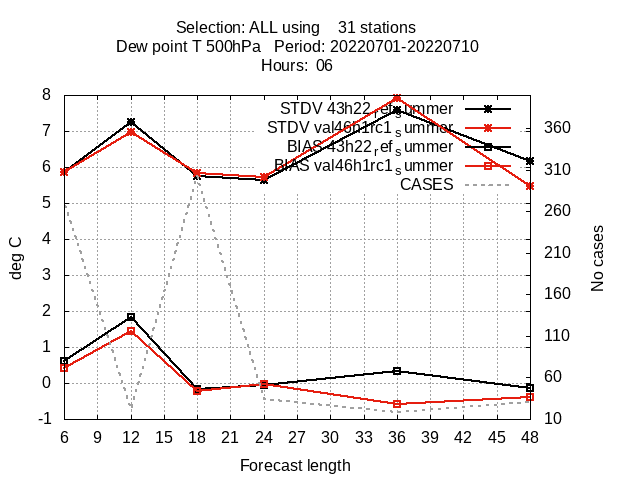 Selection: ALL using    31 stations
Dew point T 500hPa   Period: 20220701-20220710
Hours:  06
STDV 43h22_ref_summer
STDV val46h1rc1_summer
BIAS 43h22_ref_summer
BIAS val46h1rc1_summer
CASES
8
7
6
5
4
3
2
1
0
-1
deg C
360
310
260
210
160
110
60
10
No cases
6 9 12 15 18 21 24 27 30 33 36 39 42 45 48
Forecast length